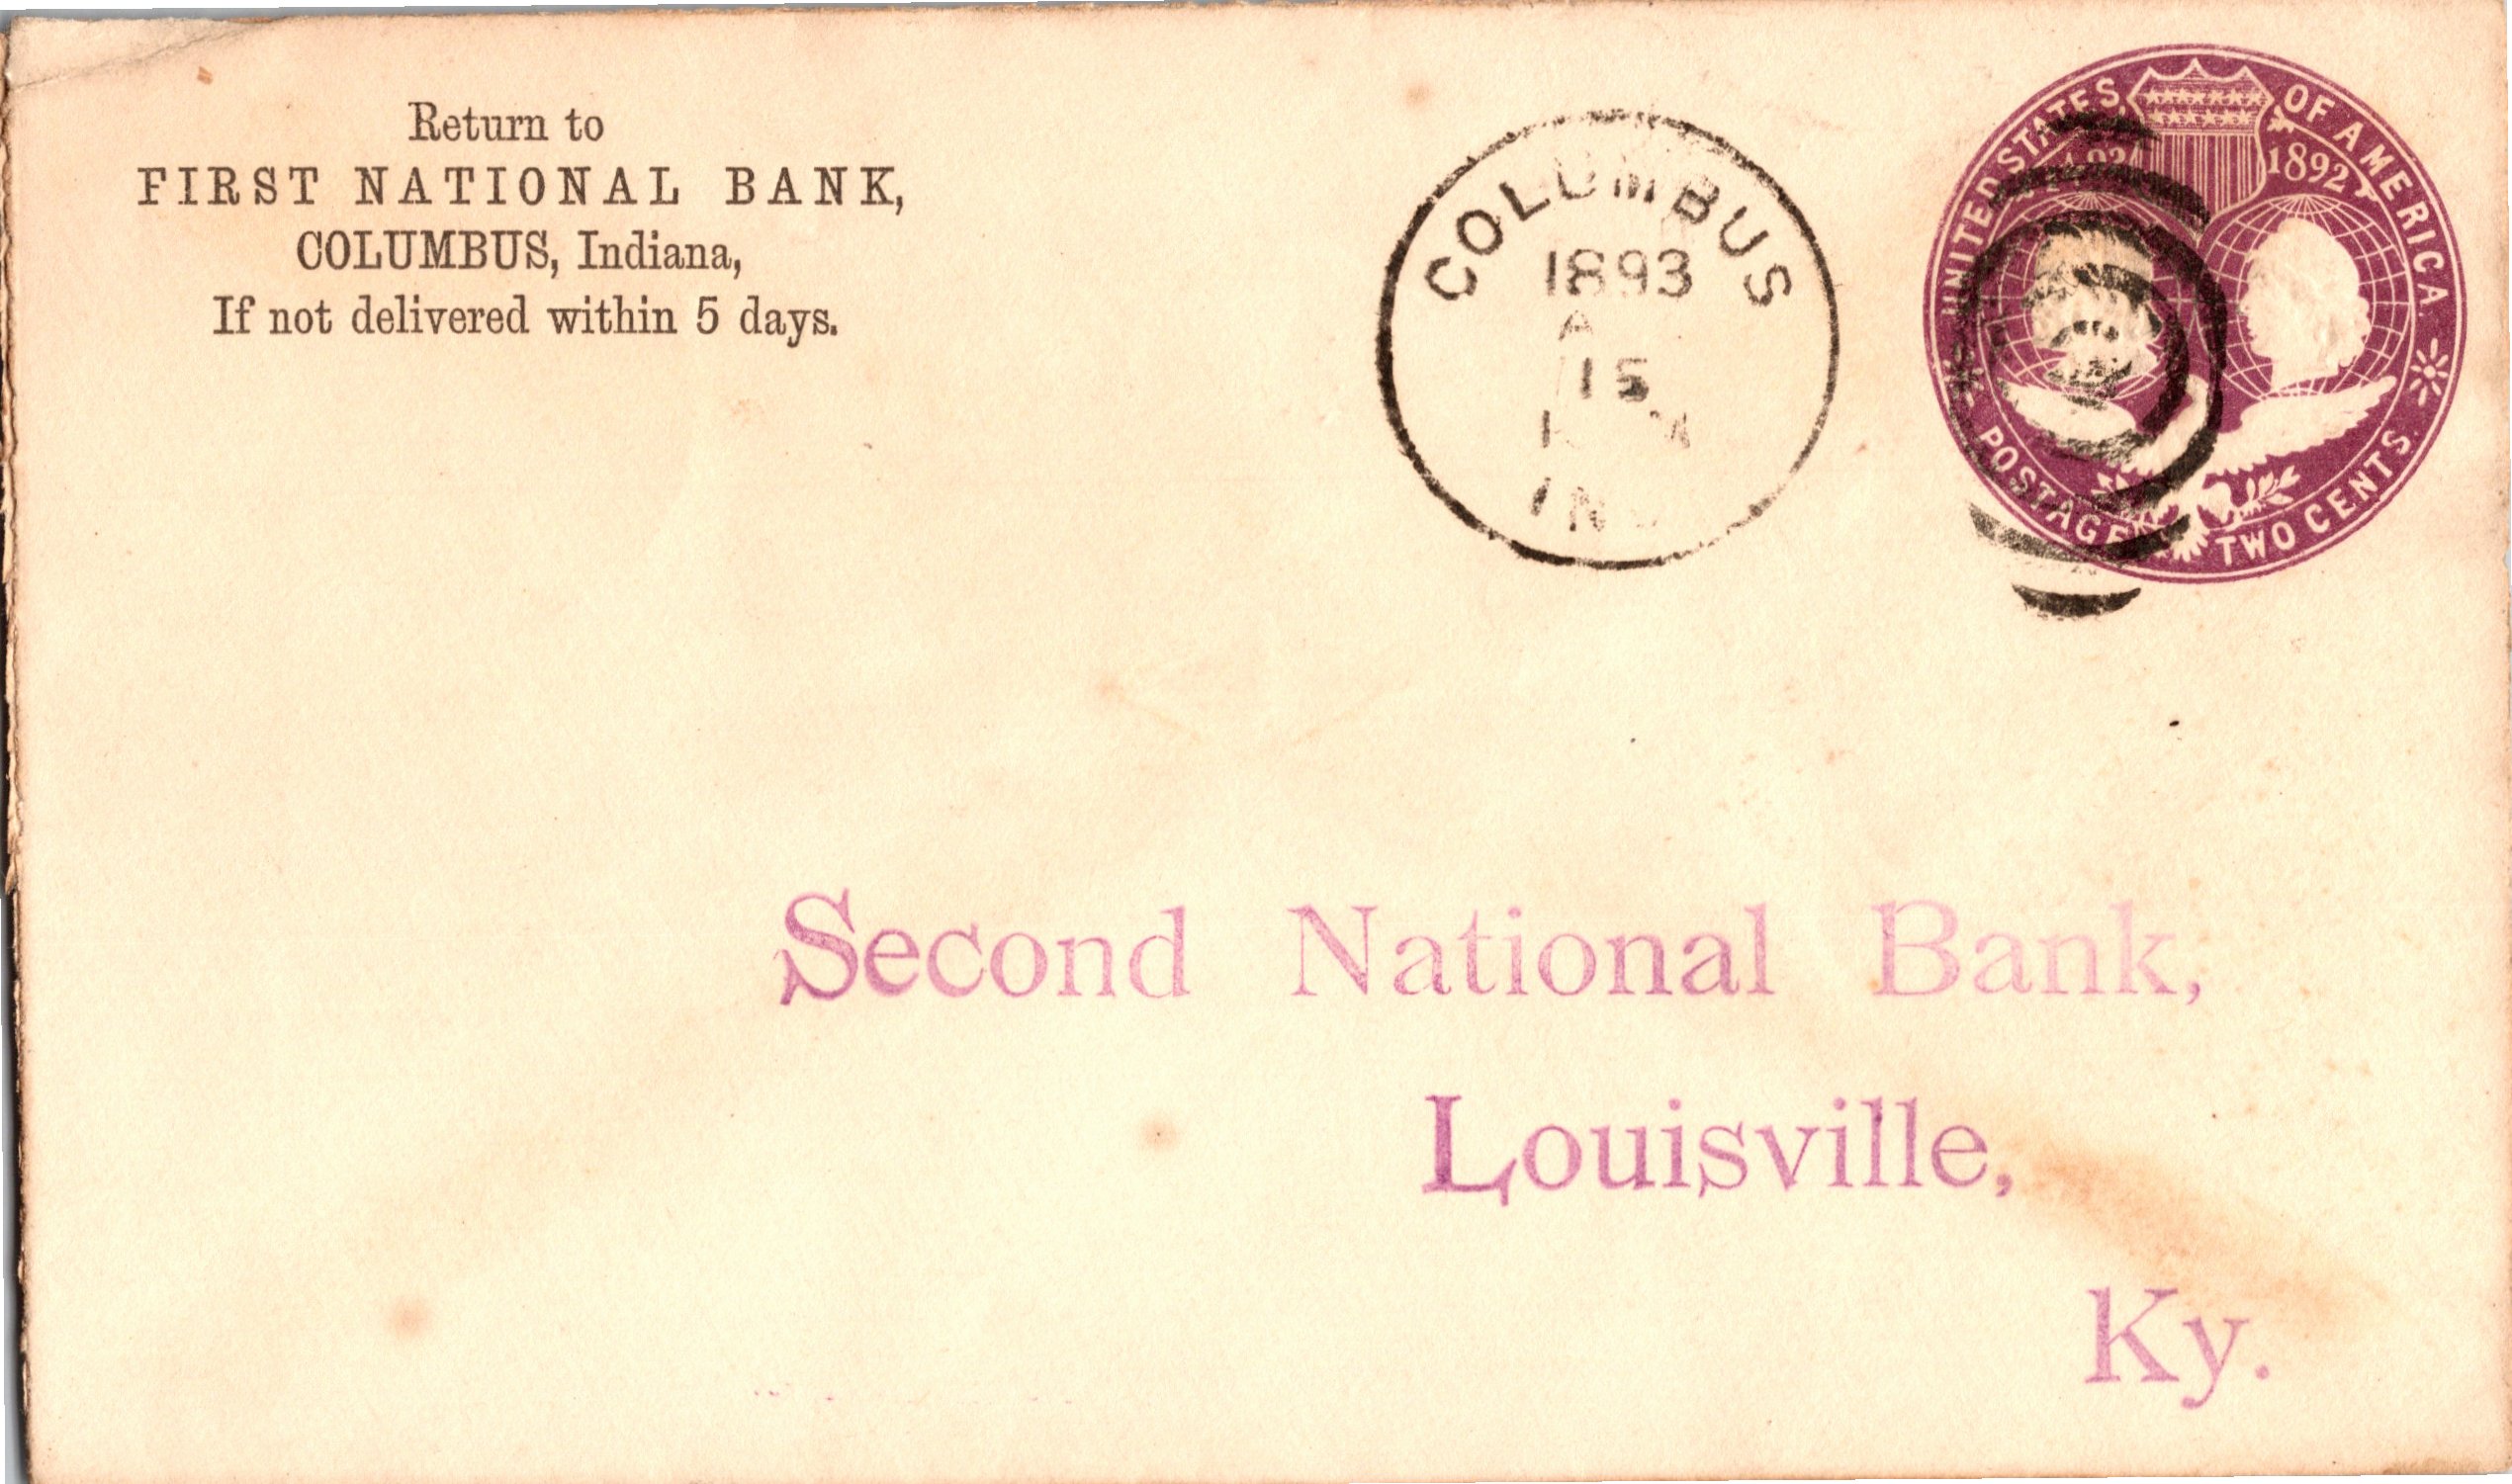 Return to
FIRST NATIONAL BANK,
COLUMBUS, Indiana,
If not delivered within 5 days.
COLUMBUS
1893
15
UNITED STATES, OF AMERICA.
1892
POSTAGE TWO CENTS.
Second National Bank,
Louisville,
Ky.